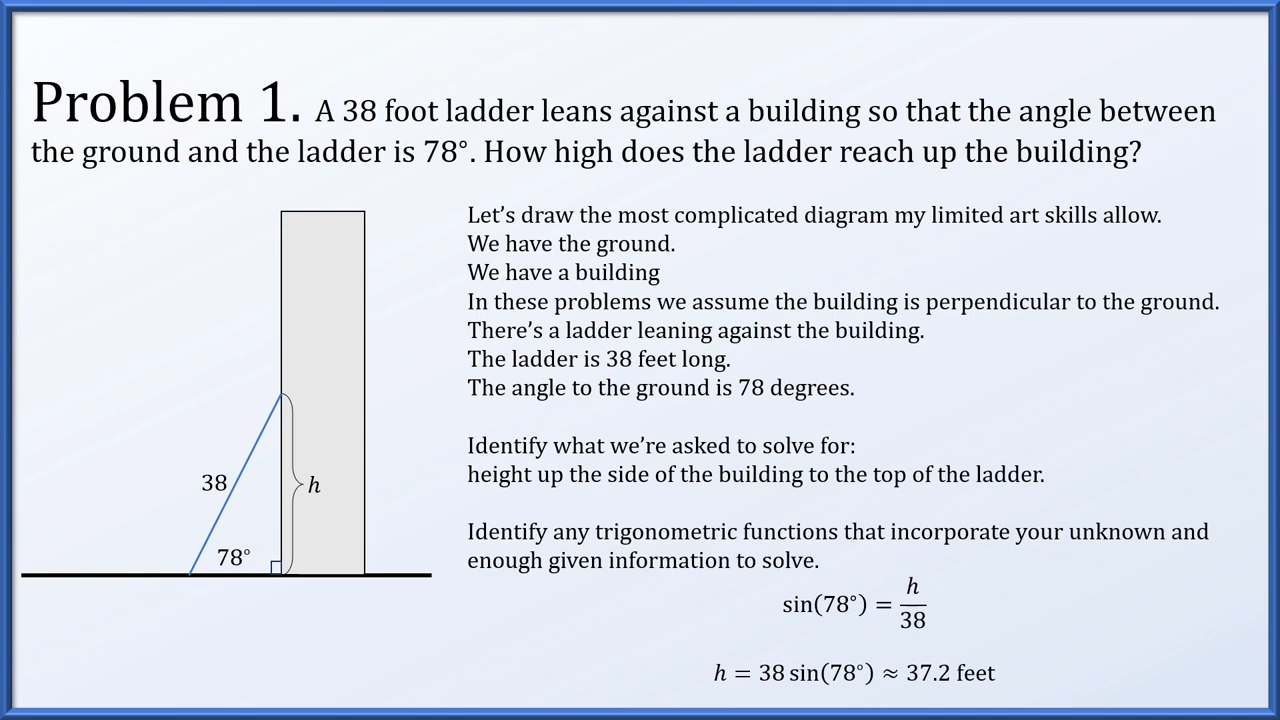 Problem 1. A 38 foot ladder leans against a building so that the angle between
the ground and the ladder is 78°. How high does the ladder reach up the building?
Let’s draw the most complicated diagram my limited art skills allow.
We have the ground.
We have a building
In these problems we assume the building is perpendicular to the ground.
There’s a ladder leaning against the building.
The ladder is 38 feet long.
The angle to the ground is 78 degrees.
Identify what we’re asked to solve for:
height up the side of the building to the top of the ladder.
Identify any trigonometric functions that incorporate your unknown and
enough given information to solve.
sin(78°) = h/38
h = 38 sin(78°) ≈ 37.2 feet
38
h
78°